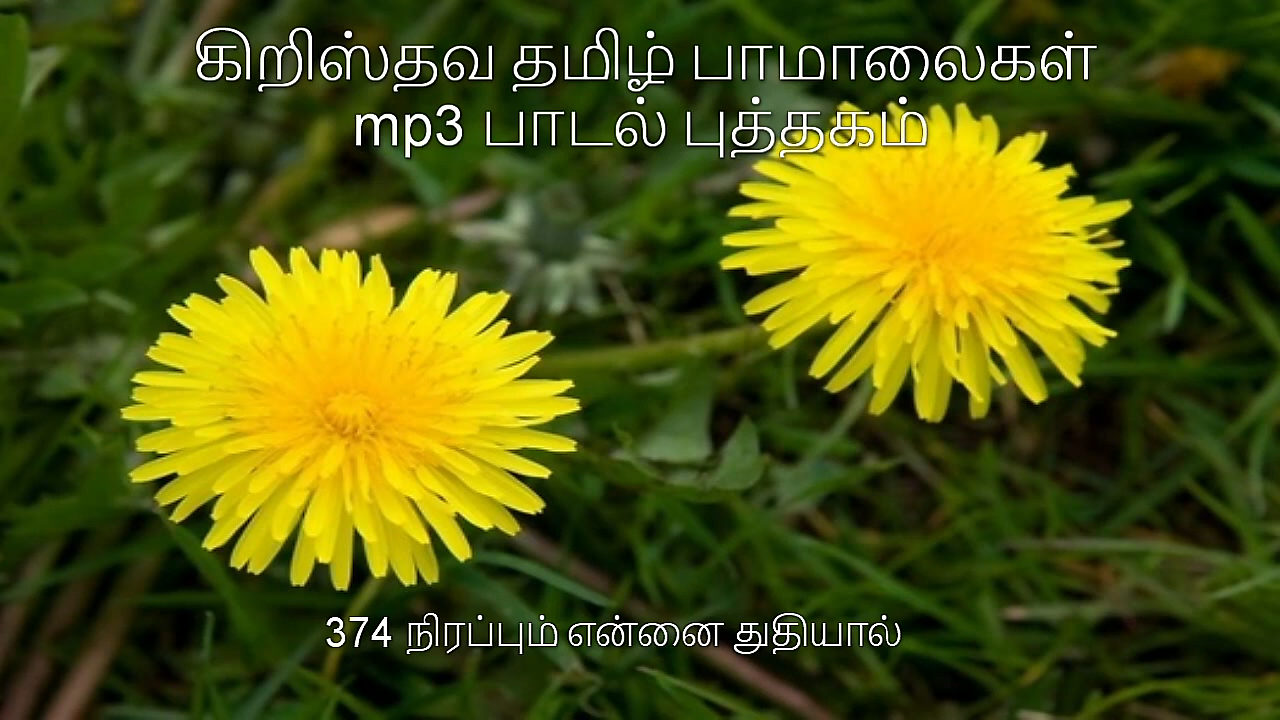 கிறிஸ்தவ தமிழ் பாமாலைகள்
mp3 பாடல் புத்தகம்
374 நிரப்பும் என்னை துதியால்